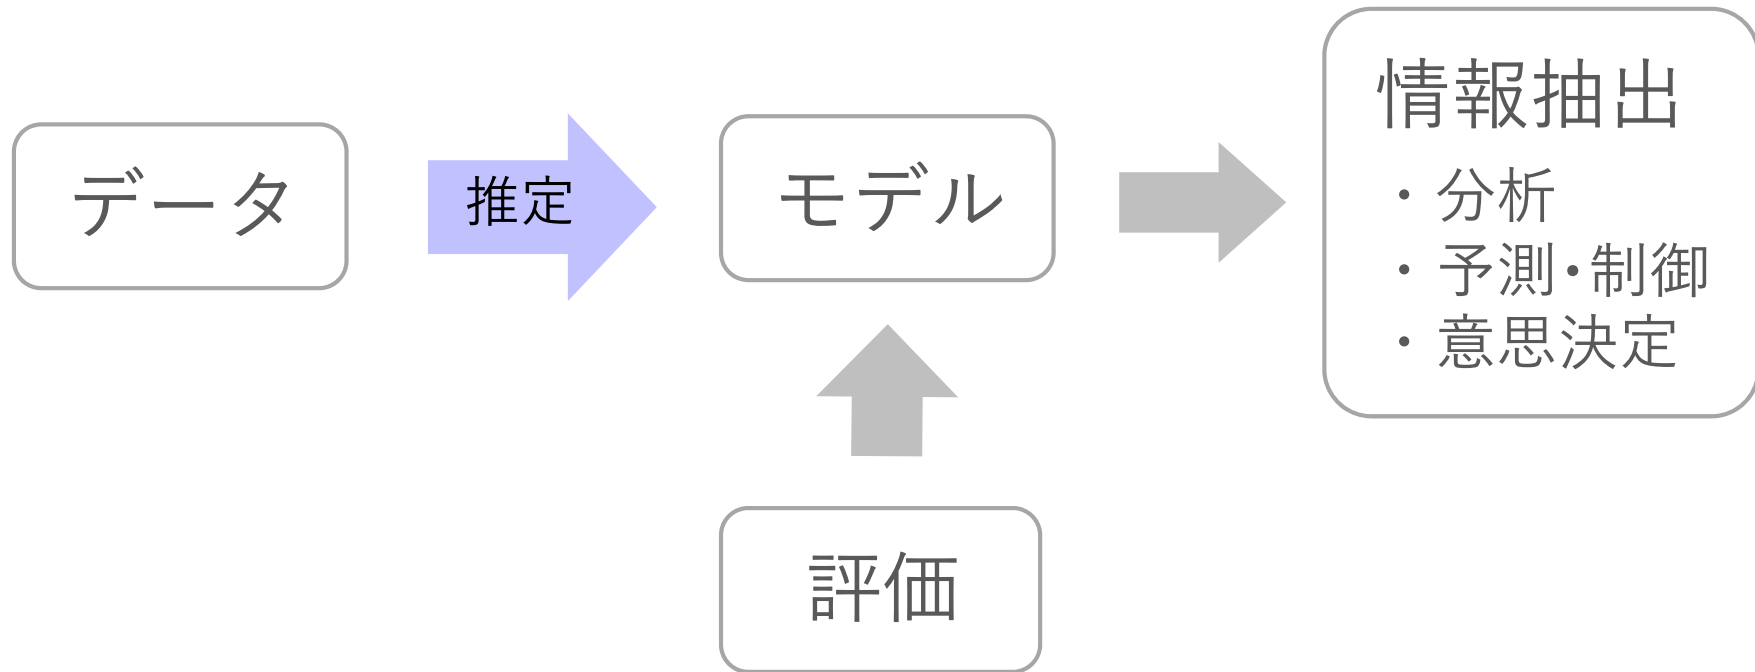 データ
推定
モデル
情報抽出
・分析
・予測・制御
・意思決定
評価